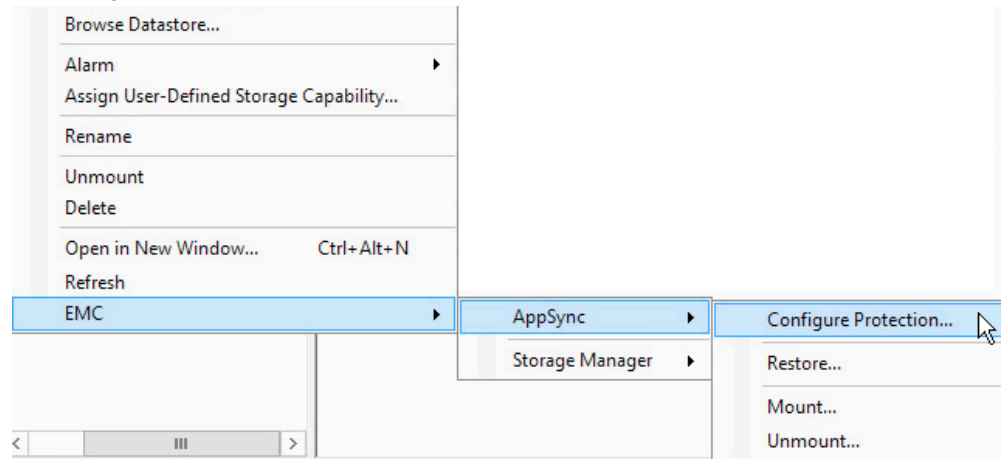 Browse Datastore...
Alarm
Assign User-Defined Storage Capability...
Rename
Unmount
Delete
Open in New Window... Ctrl+Alt+N
Refresh
EMC
AppSync
Storage Manager
Configure Protection...
Restore...
Mount...
Unmount...